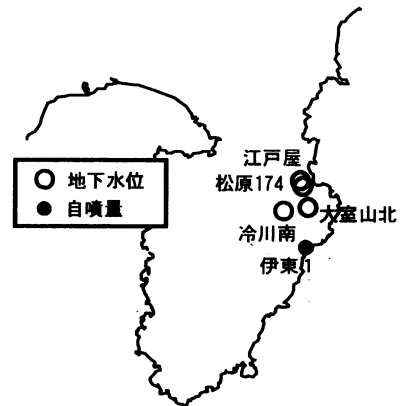 江戸屋
松原174
地下水位
自噴量
大室山北
冷川南
伊東1